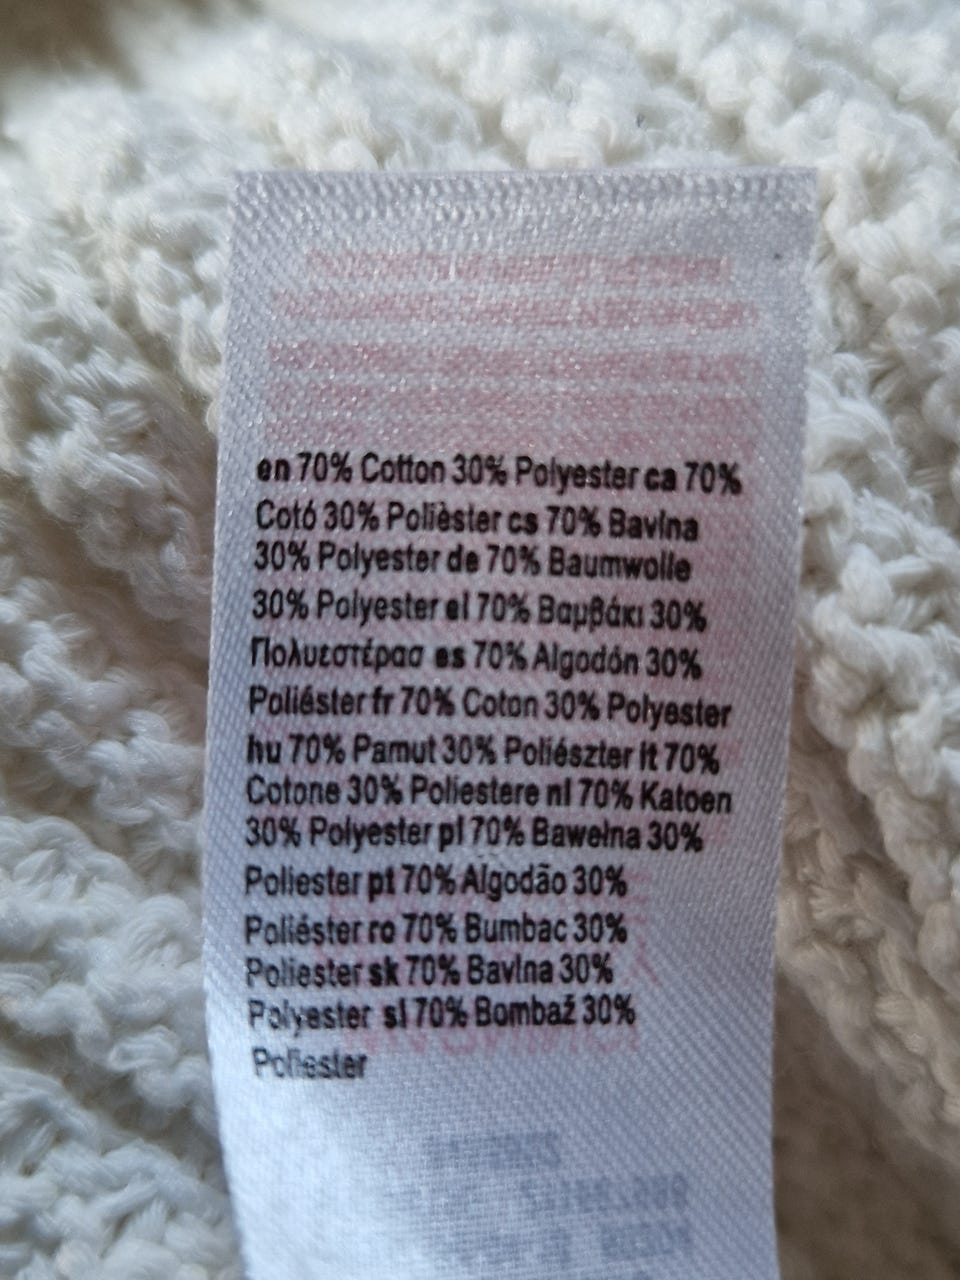 en 70% Cotton 30% Polyester ca 70%
Cotó 30% Polièster cs 70% Bavlna
30% Polyester de 70% Baumwolle
30% Polyester el 70% Βαμβάκι 30%
Πολυεστέρασ es 70% Algodón 30%
Poliéster fr 70% Coton 30% Polyester
hu 70% Pamut 30% Poliészter it 70%
Cotone 30% Poliestere nl 70% Katoen
30% Polyester pl 70% Bawełna 30%
Poliester pt 70% Algodão 30%
Poliéster ro 70% Bumbac 30%
Poliester sk 70% Bavlna 30%
Polyester sl 70% Bombaž 30%
Poliester